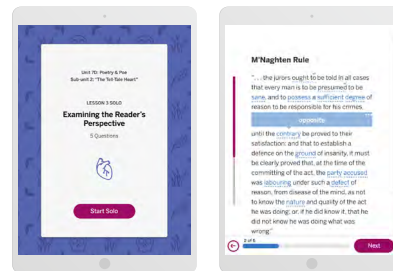 Unit 7D: Poetry & Poe
Sub-unit 2: "The Tell-Tale Heart"
LESSON 3 SOLO
Examining the Reader's
Perspective
5 Questions
Start Solo
M'Naghten Rule
". . . the jurors ought to be told in all cases
that every man is to be presumed to be
sane, and to possess a sufficient degree of
reason to be responsible for his crimes
opposite
until the contrary be proved to their
satisfaction; and that to establish a
defence on the ground of insanity, it must
be clearly proved that, at the time of the
committing of the act, the party accused
was labouring under such a defect of
reason, from disease of the mind, as not
to know the nature and quality of the act
he was doing; or, if he did know it, that he
did not know he was doing what was
wrong."
2 of 5
Next